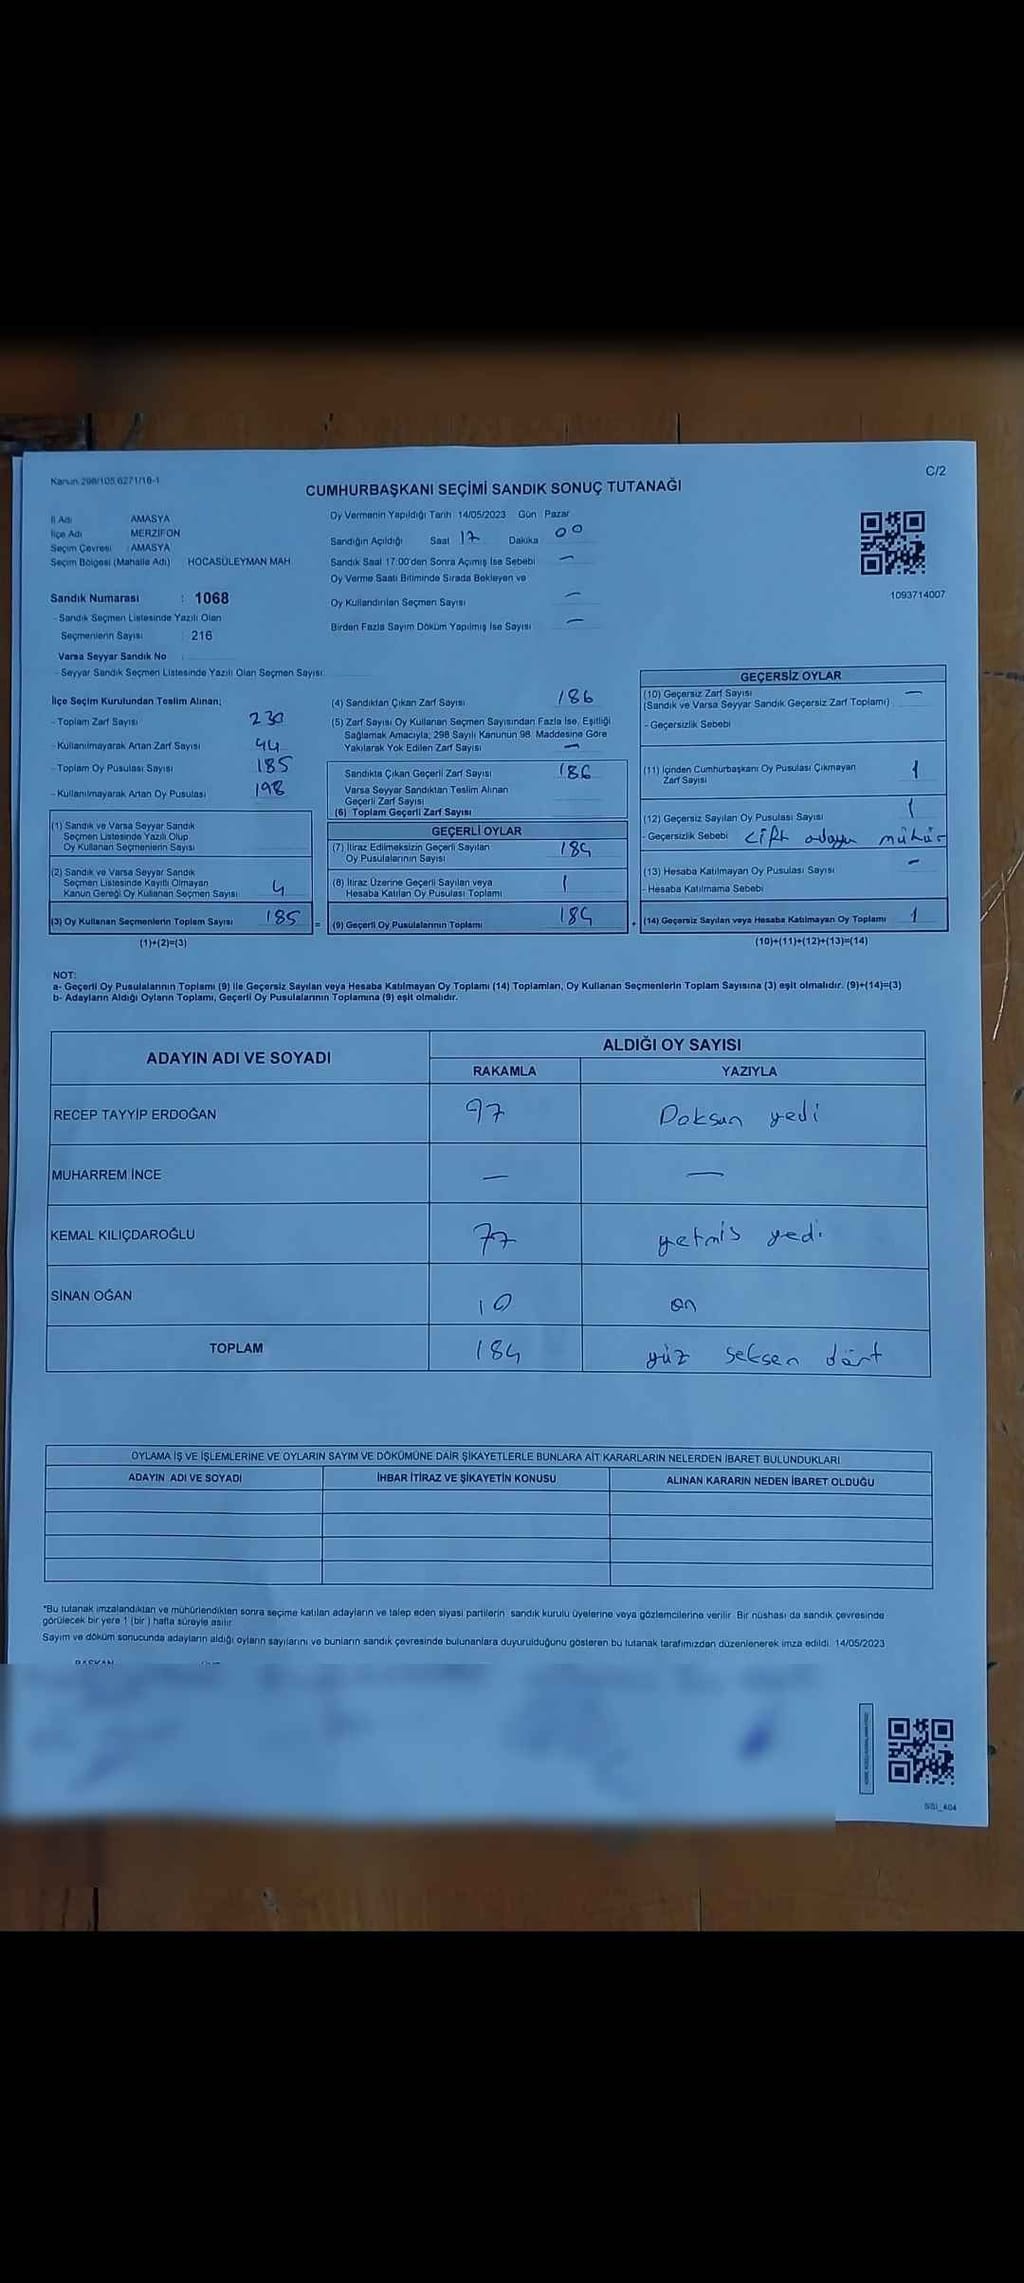 Kanun 298/105,6271/16-1
C/2
CUMHURBAŞKANI SEÇİMİ SANDIK SONUÇ TUTANAĞI
İl Adı AMASYA
İlçe Adı MERZİFON
Seçim Çevresi AMASYA
Seçim Bölgesi (Mahalle Adı) HOCASÜLEYMAN MAH
Sandık Numarası : 1068
- Sandık Seçmen Listesinde Yazılı Olan
Seçmenlerin Sayısı : 216
Varsa Seyyar Sandık No
- Seyyar Sandık Seçmen Listesinde Yazılı Olan Seçmen Sayısı
Oy Vermenin Yapıldığı Tarih 14/05/2023 Gün Pazar
Sandığın Açıldığı Saat 17 Dakika 00
Sandık Saat 17:00'den Sonra Açımış İse Sebebi —
Oy Verme Saati Bitiminde Sırada Bekleyen ve
Oy Kullandırılan Seçmen Sayısı —
Birden Fazla Sayım Döküm Yapılmış İse Sayısı —
1093714007
İlçe Seçim Kurulundan Teslim Alınan;
- Toplam Zarf Sayısı 230
- Kullanılmayarak Artan Zarf Sayısı 44
- Toplam Oy Pusulası Sayısı 185
- Kullanılmayarak Artan Oy Pusulası 198
(1) Sandık ve Varsa Seyyar Sandık
Seçmen Listesinde Yazılı Olup
Oy Kullanan Seçmenlerin Sayısı
(2) Sandık ve Varsa Seyyar Sandık
Seçmen Listesinde Kayıtlı Olmayan
Kanun Gereği Oy Kullanan Seçmen Sayısı 4
(3) Oy Kullanan Seçmenlerin Toplam Sayısı 185 =
(1)+(2)=(3)
(4) Sandıktan Çıkan Zarf Sayısı 186
(5) Zarf Sayısı Oy Kullanan Seçmen Sayısından Fazla İse, Eşitliği
Sağlamak Amacıyla, 298 Sayılı Kanunun 98. Maddesine Göre
Yakılarak Yok Edilen Zarf Sayısı —
Sandıkta Çıkan Geçerli Zarf Sayısı 186
Varsa Seyyar Sandıktan Teslim Alınan
Geçerli Zarf Sayısı
(6) Toplam Geçerli Zarf Sayısı
GEÇERLİ OYLAR
(7) İtiraz Edilmeksizin Geçerli Sayılan
Oy Pusulalarının Sayısı 184
(8) İtiraz Üzerine Geçerli Sayılan veya
Hesaba Katılan Oy Pusulası Toplamı 1
(9) Geçerli Oy Pusulalarının Toplamı 184 +
GEÇERSİZ OYLAR
(10) Geçersiz Zarf Sayısı —
(Sandık ve Varsa Seyyar Sandık Geçersiz Zarf Toplamı)
- Geçersizlik Sebebi
(11) İçinden Cumhurbaşkanı Oy Pusulası Çıkmayan
Zarf Sayısı 1
(12) Geçersiz Sayılan Oy Pusulası Sayısı 1
- Geçersizlik Sebebi çift adaya mühür
(13) Hesaba Katılmayan Oy Pusulası Sayısı —
- Hesaba Katılmama Sebebi
(14) Geçersiz Sayılan veya Hesaba Katılmayan Oy Toplamı 1
(10)+(11)+(12)+(13)=(14)
NOT:
a- Geçerli Oy Pusulalarının Toplamı (9) ile Geçersiz Sayılan veya Hesaba Katılmayan Oy Toplamı (14) Toplamları, Oy Kullanan Seçmenlerin Toplam Sayısına (3) eşit olmalıdır. (9)+(14)=(3)
b- Adayların Aldığı Oyların Toplamı, Geçerli Oy Pusulalarının Toplamına (9) eşit olmalıdır.
ADAYIN ADI VE SOYADI ALDIĞI OY SAYISI
RAKAMLA YAZIYLA
RECEP TAYYİP ERDOĞAN 97 Doksan yedi
MUHARREM İNCE — —
KEMAL KILIÇDAROĞLU 77 yetmis yedi
SİNAN OĞAN 10 on
TOPLAM 184 yüz seksen dört
OYLAMA İŞ VE İŞLEMLERİNE VE OYLARIN SAYIM VE DÖKÜMÜNE DAİR ŞİKAYETLERLE BUNLARA AİT KARARLARIN NELERDEN İBARET BULUNDUKLARI
ADAYIN ADI VE SOYADI İHBAR İTİRAZ VE ŞİKAYETİN KONUSU ALINAN KARARIN NEDEN İBARET OLDUĞU
*Bu tutanak imzalandıktan ve mühürlendikten sonra seçime katılan adayların ve talep eden siyasi partilerin sandık kurulu üyelerine veya gözlemcilerine verilir. Bir nüshası da sandık çevresinde
görülecek bir yere 1 (bir) hafta süreyle asılır.
Sayım ve döküm sonucunda adayların aldığı oyların sayılarını ve bunların sandık çevresinde bulunanlara duyurulduğunu gösteren bu tutanak tarafımızdan düzenlenerek imza edildi. 14/05/2023
BAŞKAN